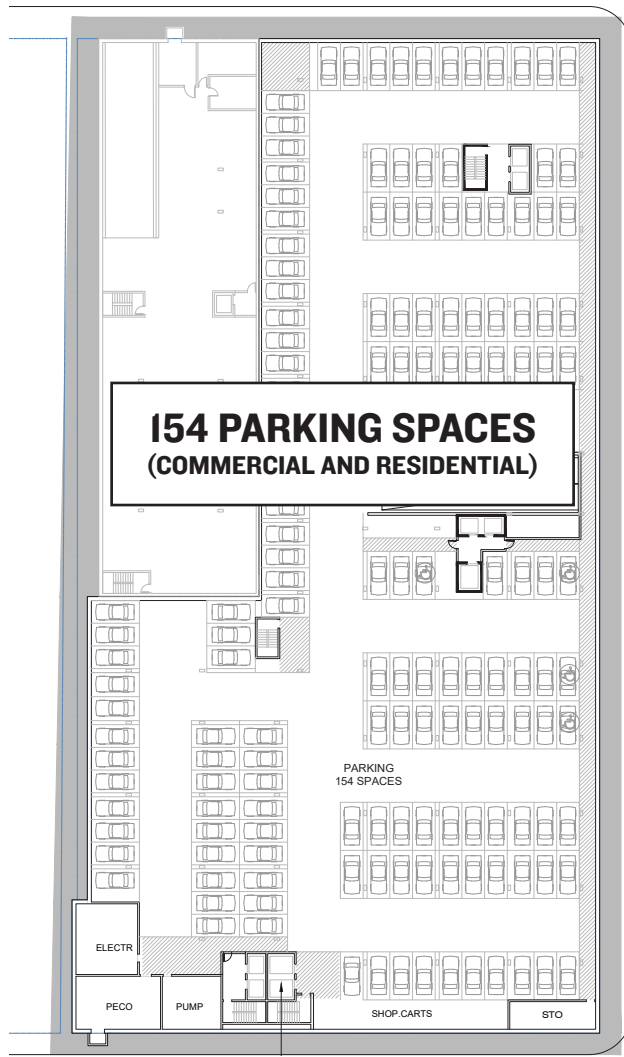 154 PARKING SPACES
(COMMERCIAL AND RESIDENTIAL)
PARKING
154 SPACES
ELECTR
PECO
PUMP
SHOP.CARTS
STO